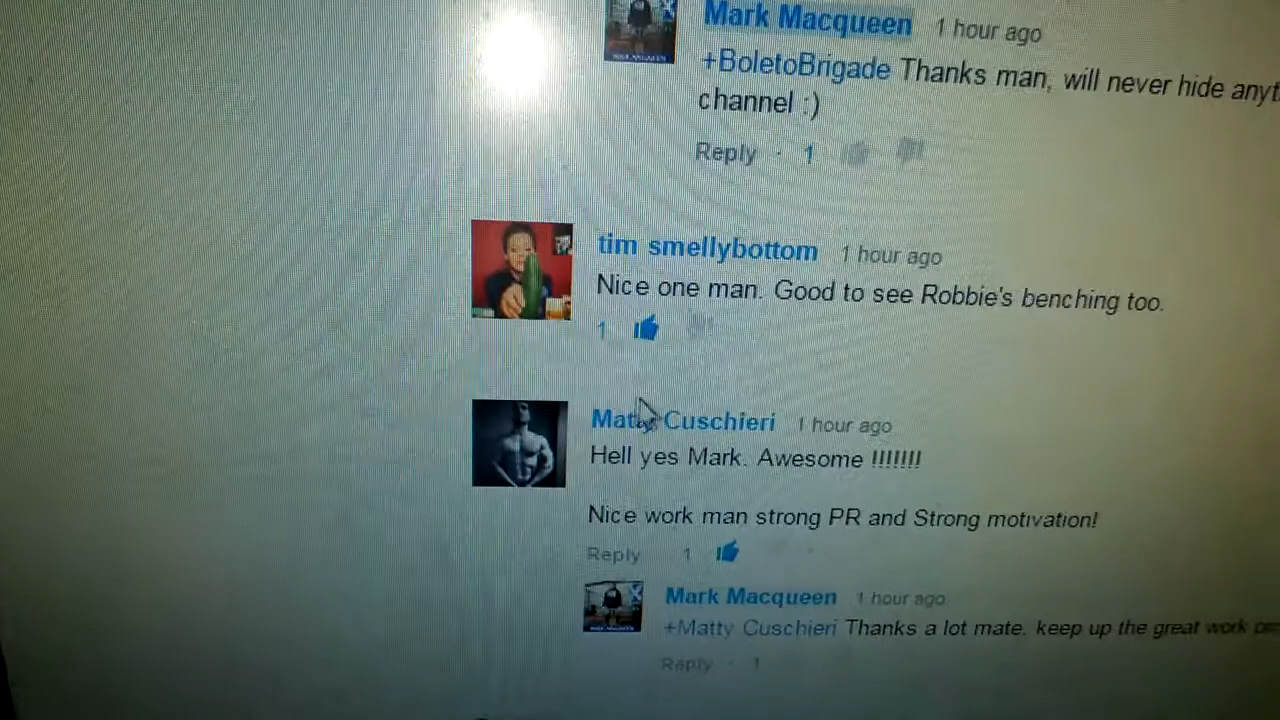 Mark Macqueen 1 hour ago
+BoletoBrigade Thanks man, will never hide
channel :)
Reply · 1
tim smellybottom 1 hour ago
Nice one man. Good to see Robbie's benching too.
1
Matty Cuschieri 1 hour ago
Hell yes Mark. Awesome !!!!!!!
Nice work man strong PR and Strong motivation!
Reply 1
Mark Macqueen 1 hour ago
+Matty Cuschieri Thanks a lot mate, keep up the great work
Reply · 1